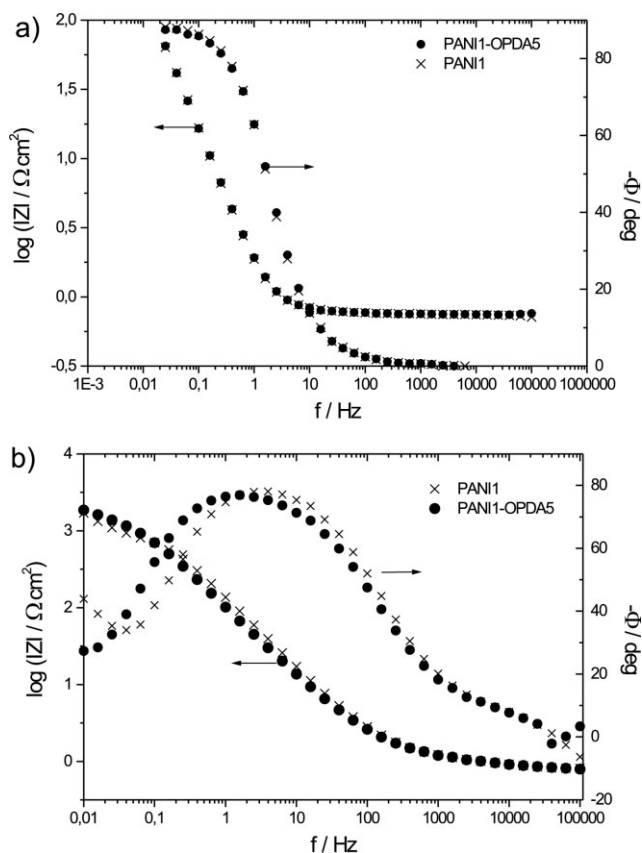 a)
2,0
1,5
1,0
0,5
0,0
-0,5
log (IZI / Ω cm²)
80
60
40
20
0
-Φ / deg
PANI1-OPDA5
PANI1
1E-3 0,01 0,1 1 10 100 1000 10000 100000 1000000
f / Hz
b)
4
3
2
1
0
log (IZI / Ω cm²)
80
60
40
20
0
-20
-Φ / deg
PANI1
PANI1-OPDA5
0,01 0,1 1 10 100 1000 10000 100000
f / Hz